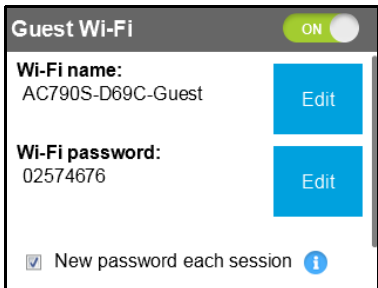 Guest Wi-Fi ON
Wi-Fi name:
AC790S-D69C-Guest
Edit
Wi-Fi password:
02574676
Edit
New password each session